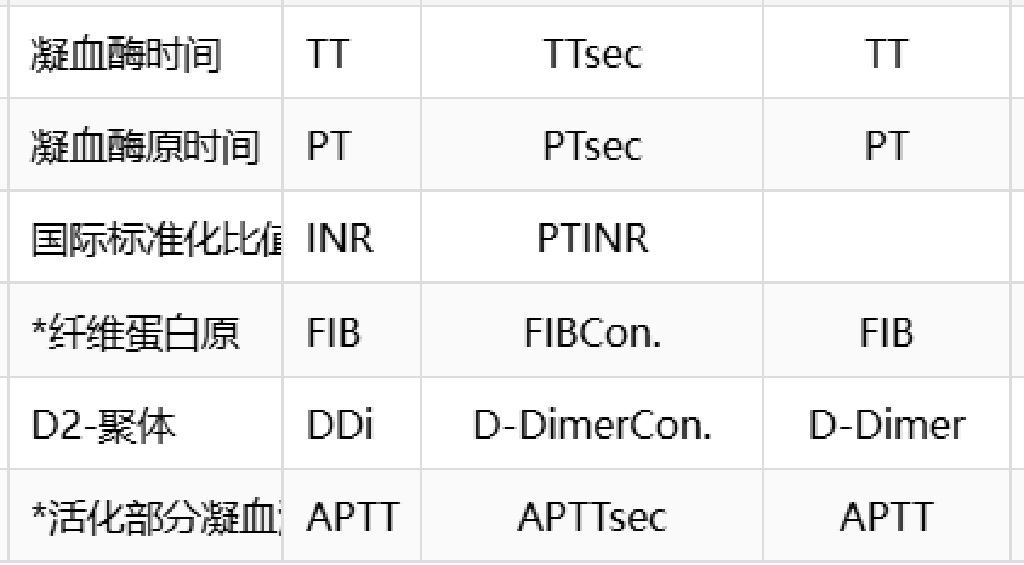 凝血酶时间 TT TTsec TT
凝血酶原时间 PT PTsec PT
国际标准化比值 INR PTINR
*纤维蛋白原 FIB FIBCon. FIB
D2-聚体 DDi D-DimerCon. D-Dimer
*活化部分凝血 APTT APTTsec APTT